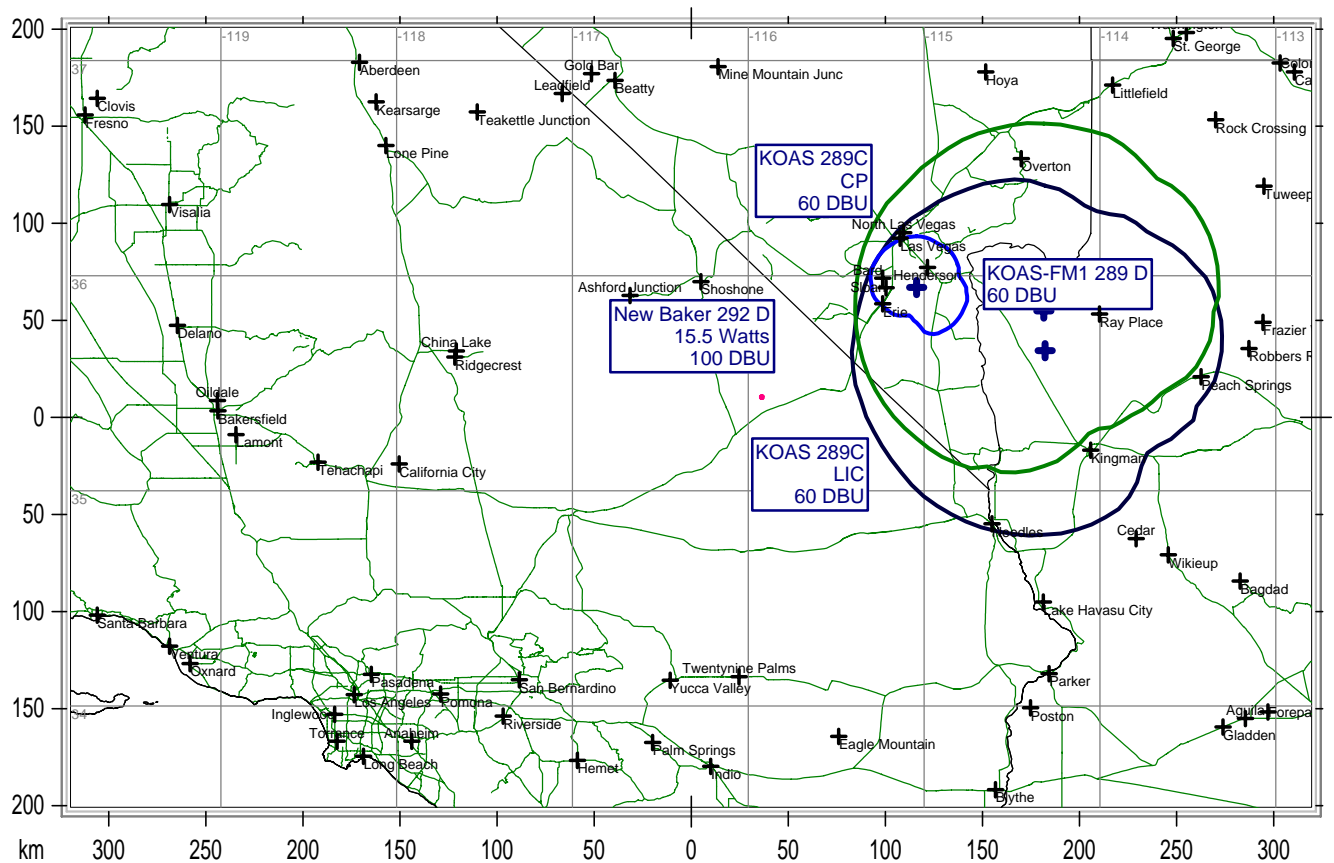 200
150
100
50
0
50
100
150
200
km
300
250
200
150
100
50
0
50
100
150
200
250
300
-119
-118
-117
-116
-115
-114
-113
37
36
35
34
Clovis
Fresno
Aberdeen
Kearsarge
Lone Pine
Teakettle Junction
Gold Bar
Leadfield
Beatty
Mine Mountain Junc
Hoya
St. George
Littlefield
Rock Crossing
Overton
Visalia
KOAS 289C
CP
60 DBU
North Las Vegas
Las Vegas
Henderson
Sloan
Erie
KOAS-FM1 289 D
60 DBU
Ashford Junction
Shoshone
New Baker 292 D
15.5 Watts
100 DBU
Ray Place
Frazier
Peach Springs
Delano
China Lake
Ridgecrest
Oildale
Bakersfield
Lamont
Tehachapi
California City
KOAS 289C
LIC
60 DBU
Kingman
Needles
Cedar
Wikieup
Bagdad
Lake Havasu City
Santa Barbara
Ventura
Oxnard
Pasadena
Los Angeles
Pomona
San Bernardino
Inglewood
Torrance
Anaheim
Long Beach
Riverside
Hemet
Twentynine Palms
Yucca Valley
Palm Springs
Indio
Eagle Mountain
Parker
Poston
Blythe
Aguila
Gladden